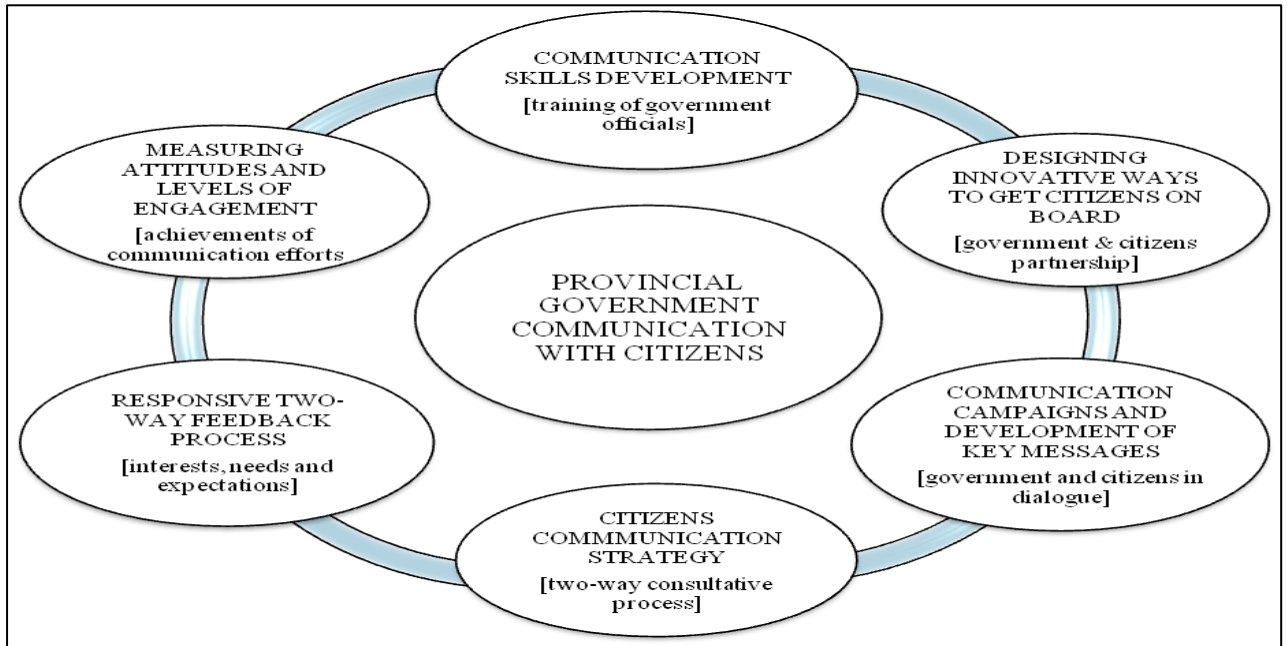 COMMUNICATION
SKILLS DEVELOPMENT
[training of government
officials]
DESIGNING
INNOVATIVE WAYS
TO GET CITIZENS ON
BOARD
[government & citizens
partnership]
COMMUNICATION
CAMPAIGNS AND
DEVELOPMENT OF
KEY MESSAGES
[government and citizens in
dialogue]
CITIZENS
COMMMUNICATION
STRATEGY
[two-way consultative
process]
RESPONSIVE TWO-
WAY FEEDBACK
PROCESS
[interests, needs and
expectations]
MEASURING
ATTITUDES AND
LEVELS OF
ENGAGEMENT
[achievements of
communication efforts
PROVINCIAL
GOVERNMENT
COMMUNICATION
WITH CITIZENS